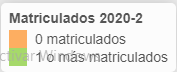 Matriculados 2020-2
0 matriculados
1 o más matriculados